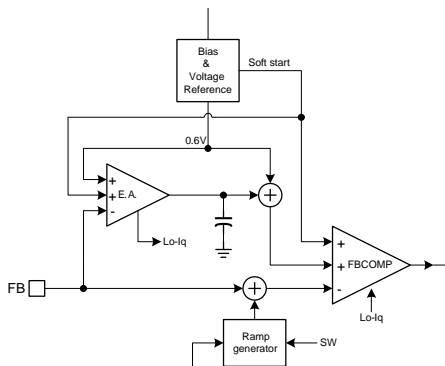 Bias
&
Voltage
Reference
Soft start
0.6V
+
+
-
E.A.
+
Lo-Iq
+
+
-
FBCOMP
FB
+
Lo-Iq
Ramp
generator
SW